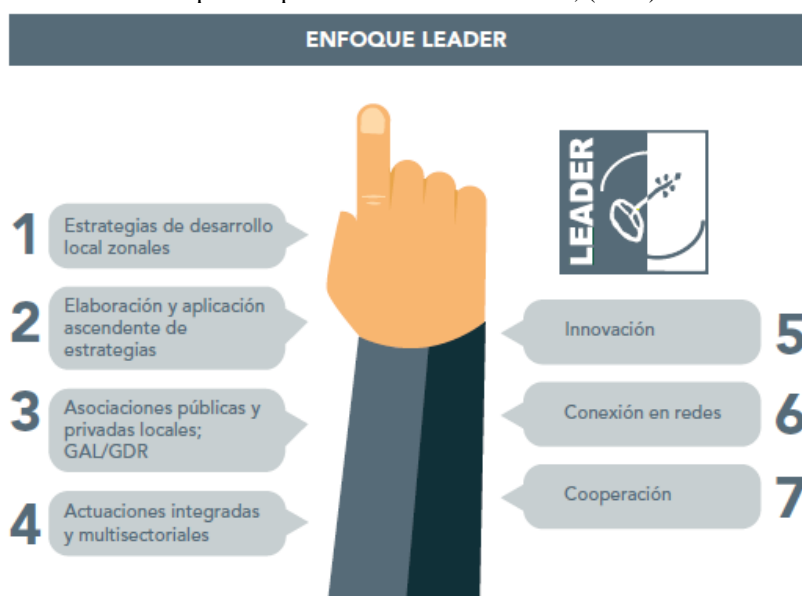 ENFOQUE LEADER
LEADER
1
Estrategias de desarrollo
local zonales
2
Elaboración y aplicación
ascendente de
estrategias
3
Asociaciones públicas y
privadas locales;
GAL/GDR
4
Actuaciones integradas
y multisectoriales
Innovación
5
Conexión en redes
6
Cooperación
7